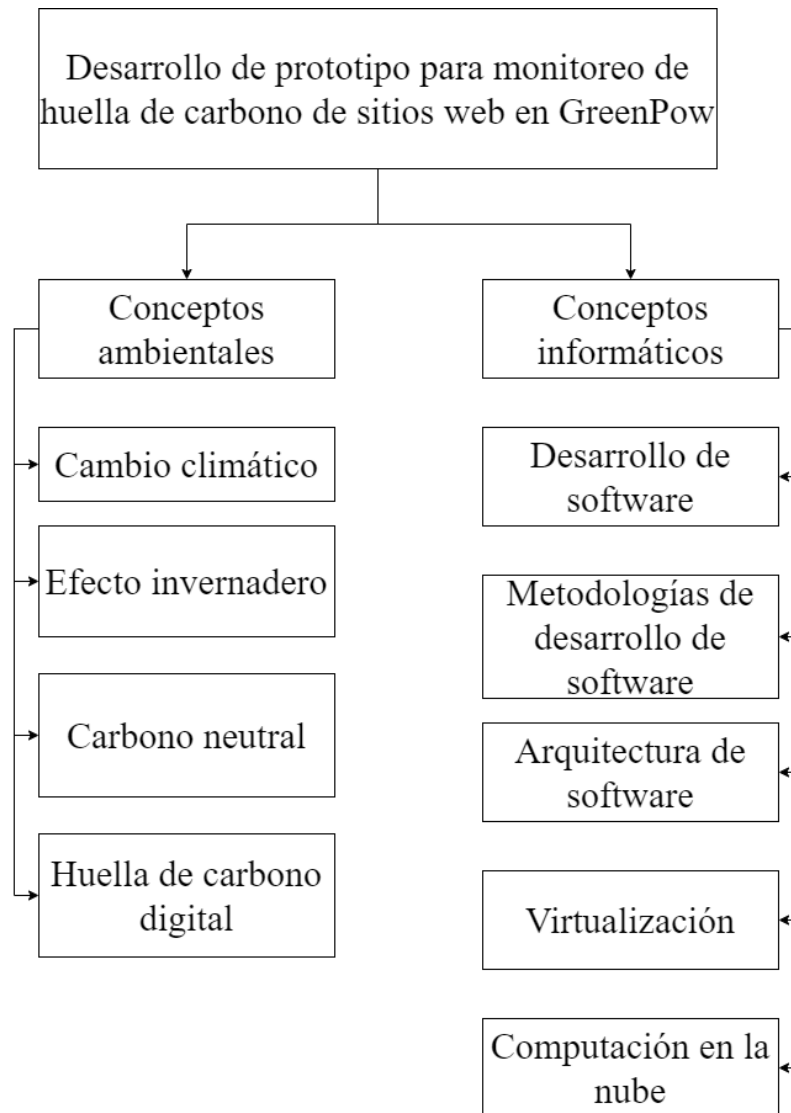 Desarrollo de prototipo para monitoreo de
huella de carbono de sitios web en GreenPow
Conceptos
ambientales
Cambio climático
Efecto invernadero
Carbono neutral
Huella de carbono
digital
Conceptos
informáticos
Desarrollo de
software
Metodologías de
desarrollo de
software
Arquitectura de
software
Virtualización
Computación en la
nube